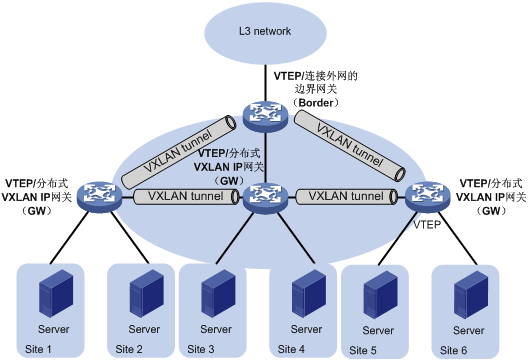 L3 network
VTEP/连接外网的
边界网关
（Border）
VXLAN tunnel
VXLAN tunnel
VTEP/分布式
VXLAN IP网关
（GW）
VTEP/分布式
VXLAN IP网关
（GW）
VTEP/分布式
VXLAN IP网关
（GW）
VXLAN tunnel
VXLAN tunnel
VTEP
Server
Server
Server
Server
Server
Server
Site 1
Site 2
Site 3
Site 4
Site 5
Site 6